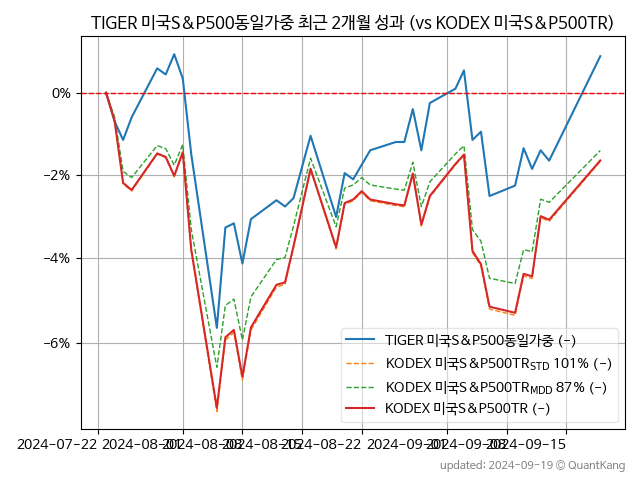 TIGER 미국S&P500동일가중 최근 2개월 성과 (vs KODEX 미국S&P500TR)
0%
−2%
−4%
−6%
TIGER 미국S&P500동일가중 (-)
KODEX 미국S&P500TRSTD 101% (-)
KODEX 미국S&P500TRMDD 87% (-)
KODEX 미국S&P500TR (-)
2024-07-22 2024-08-01 2024-08-08 2024-08-15 2024-08-22 2024-09-01 2024-09-08 2024-09-15
updated: 2024-09-19 @ QuantKang